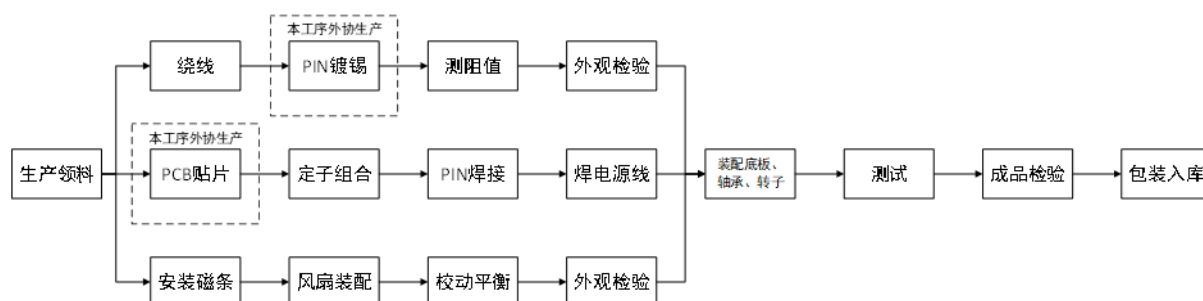 本工序外协生产
绕线
PIN镀锡
测阻值
外观检验
本工序外协生产
生产领料
PCB贴片
定子组合
PIN焊接
焊电源线
装配底板、
轴承、转子
测试
成品检验
包装入库
安装磁条
风扇装配
校动平衡
外观检验